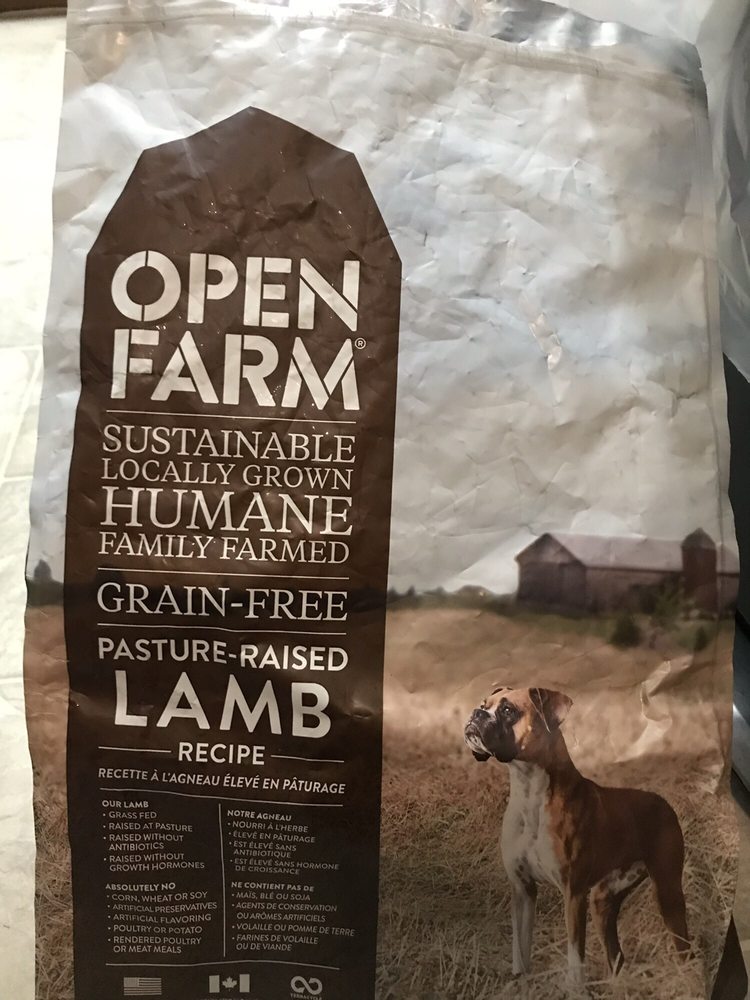 OPEN
FARM®
SUSTAINABLE
LOCALLY GROWN
HUMANE
FAMILY FARMED
GRAIN-FREE
PASTURE-RAISED
LAMB
RECIPE
RECETTE À L'AGNEAU ÉLEVÉ EN PÂTURAGE
OUR LAMB
• GRASS FED
• RAISED AT PASTURE
• RAISED WITHOUT
ANTIBIOTICS
• RAISED WITHOUT
GROWTH HORMONES
ABSOLUTELY NO
• CORN, WHEAT OR SOY
• ARTIFICIAL PRESERVATIVES
• ARTIFICIAL FLAVORING
• POULTRY OR POTATO
• RENDERED POULTRY
OR MEAT MEALS
NOTRE AGNEAU
• NOURRI À L'HERBE
• ÉLEVÉ EN PÂTURAGE
• EST ÉLEVÉ SANS
ANTIBIOTIQUE
• EST ÉLEVÉ SANS HORMONE
DE CROISSANCE
NE CONTIENT PAS DE
• MAÏS, BLÉ OU SOJA
• AGENTS DE CONSERVATION
OU ARÔMES ARTIFICIELS
• VOLAILLE OU POMME DE TERRE
• FARINES DE VOLAILLE
OU DE VIANDE
TERRACYCLE